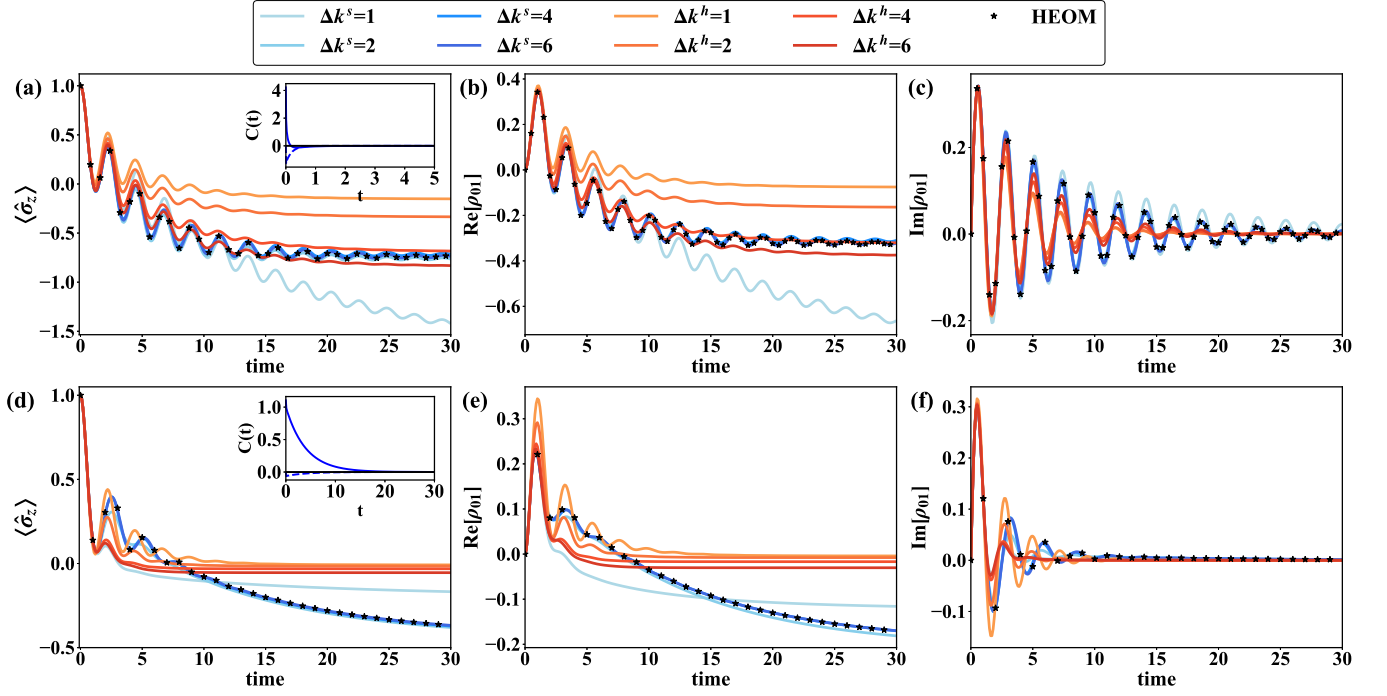 Δk^s=1 Δk^s=4 Δk^h=1 Δk^h=4 HEOM
Δk^s=2 Δk^s=6 Δk^h=2 Δk^h=6
(a)
1.0
0.5
0.0
−0.5
−1.0
−1.5
⟨σ̂_z⟩
0 5 10 15 20 25 30
time
4
2
0
C(t)
0 1 2 3 4 5
t
(b)
0.4
0.2
0.0
−0.2
−0.4
−0.6
Re[ρ₀₁]
0 5 10 15 20 25 30
time
(c)
0.2
0.0
−0.2
Im[ρ₀₁]
0 5 10 15 20 25 30
time
(d)
1.0
0.5
0.0
−0.5
⟨σ̂_z⟩
0 5 10 15 20 25 30
time
1.0
0.5
0.0
C(t)
0 10 20 30
t
(e)
0.3
0.2
0.1
0.0
−0.1
−0.2
Re[ρ₀₁]
0 5 10 15 20 25 30
time
(f)
0.3
0.2
0.1
0.0
−0.1
Im[ρ₀₁]
0 5 10 15 20 25 30
time